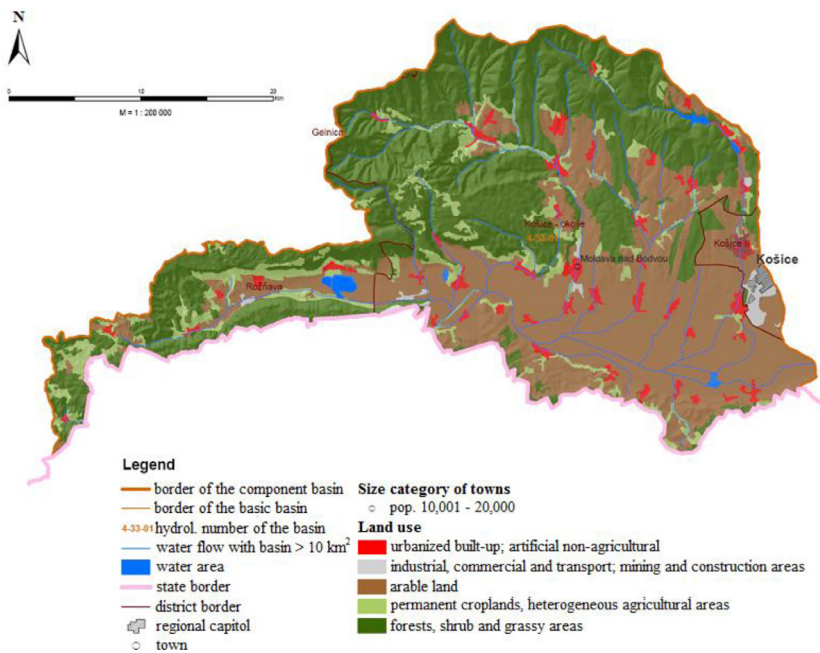 N
0 10 20
Km
M = 1 : 200 000
Gelnica
Košice - okolie
4-33-01
Moldava nad Bodvou
Košice II
Košice
Rožňava
Legend
border of the component basin
border of the basic basin
4-33-01 hydrol. number of the basin
water flow with basin > 10 km²
water area
state border
district border
regional capitol
town
Size category of towns
pop. 10,001 - 20,000
Land use
urbanized built-up; artificial non-agricultural
industrial, commercial and transport; mining and construction areas
arable land
permanent croplands, heterogeneous agricultural areas
forests, shrub and grassy areas